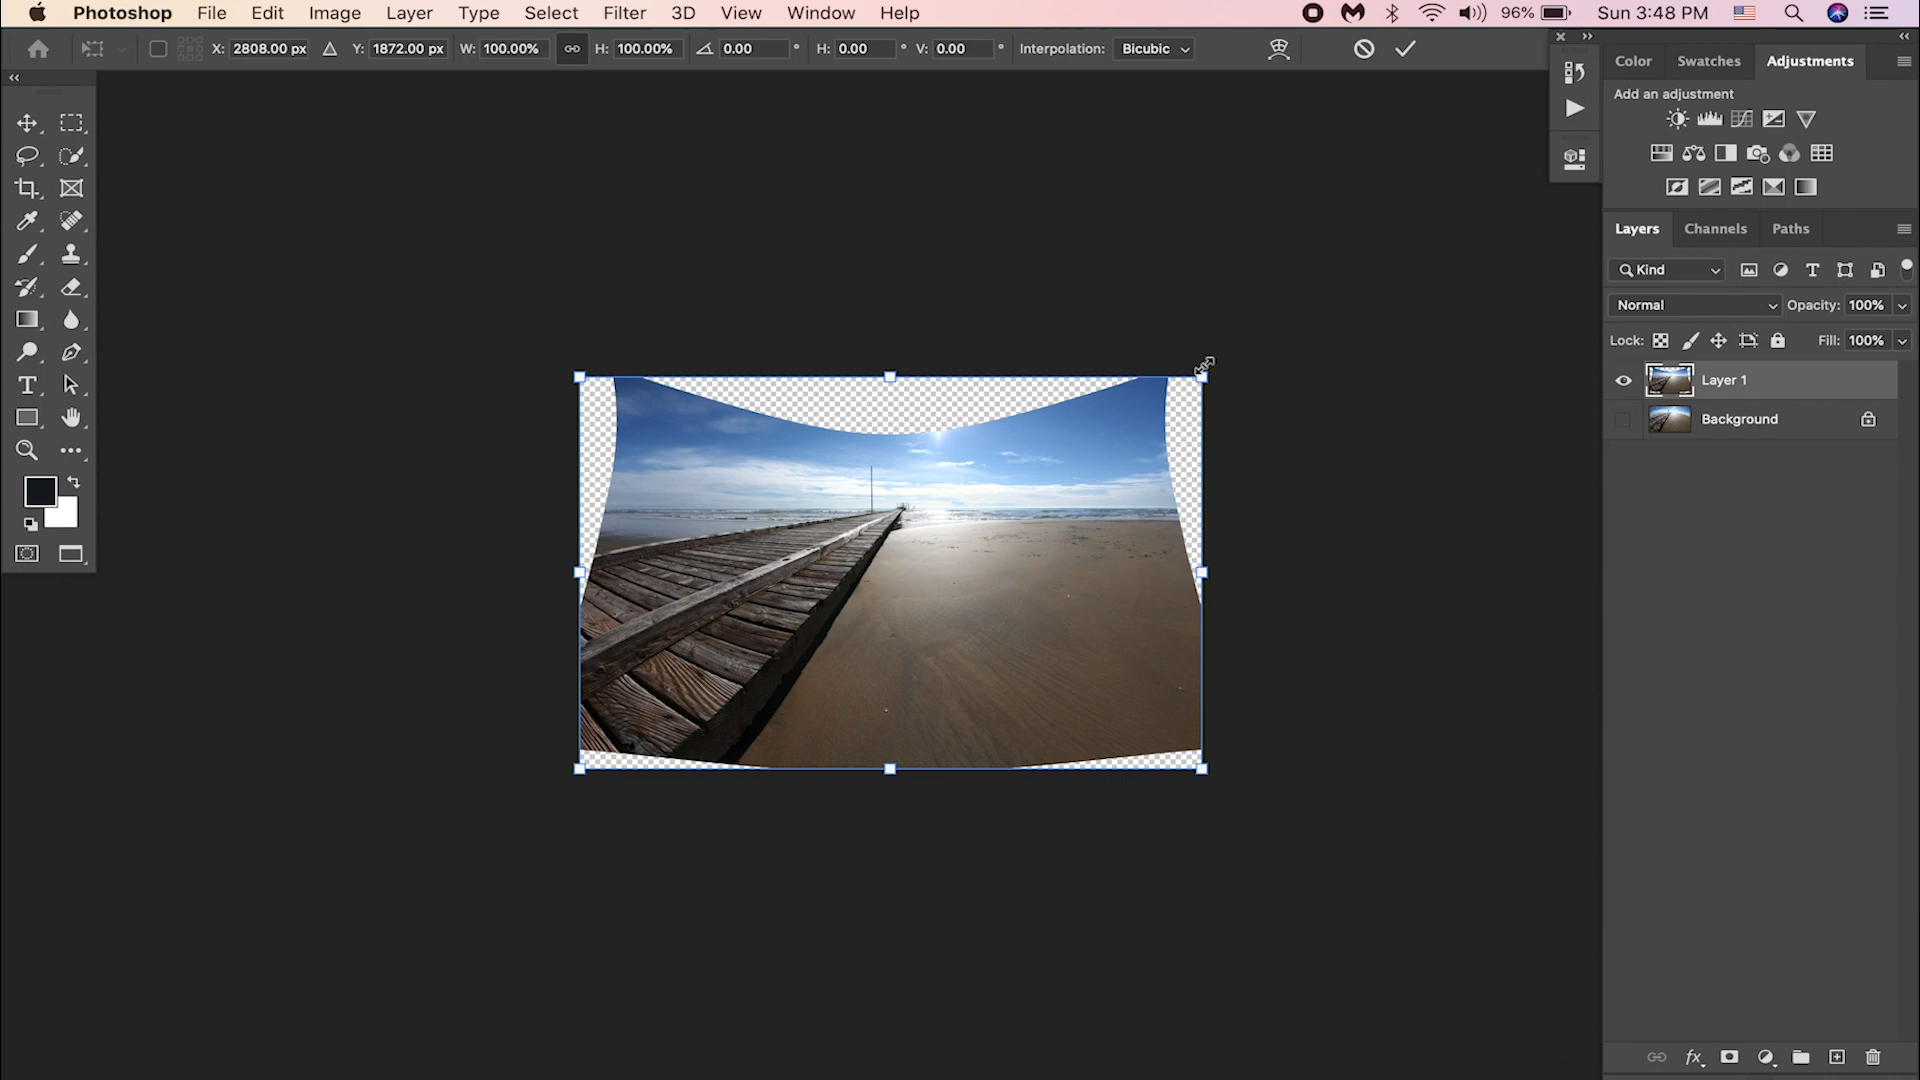 Photoshop File Edit Image Layer Type Select Filter 3D View Window Help 96% Sun 3:48 PM
X: 2808.00 px Y: 1872.00 px W: 100.00% H: 100.00% 0.00 ° H: 0.00 ° V: 0.00 ° Interpolation: Bicubic
Color Swatches Adjustments
Add an adjustment
Layers Channels Paths
Kind
Normal Opacity: 100%
Lock: Fill: 100%
Layer 1
Background
fx